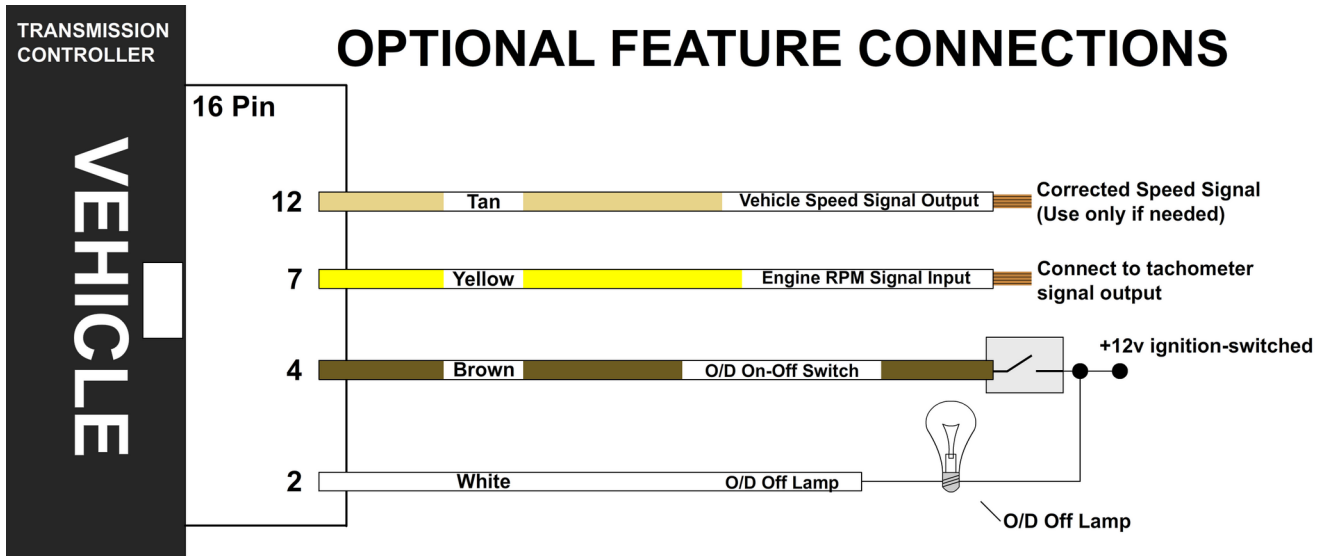 TRANSMISSION
CONTROLLER
OPTIONAL FEATURE CONNECTIONS
VEHICLE
16 Pin
12 Tan Vehicle Speed Signal Output
Corrected Speed Signal
(Use only if needed)
7 Yellow Engine RPM Signal Input
Connect to tachometer
signal output
4 Brown O/D On-Off Switch
+12v ignition-switched
2 White O/D Off Lamp
O/D Off Lamp